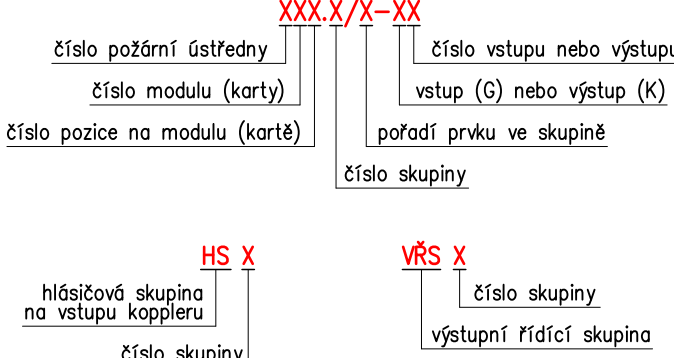 XXX.X/X-XX
číslo požární ústředny
číslo vstupu nebo výstupu
číslo modulu (karty)
vstup (G) nebo výstup (K)
číslo pozice na modulu (kartě)
pořadí prvku ve skupině
číslo skupiny
HS X
VŘS X
hlásičová skupina
na vstupu koppleru
číslo skupiny
číslo skupiny
výstupní řídící skupina